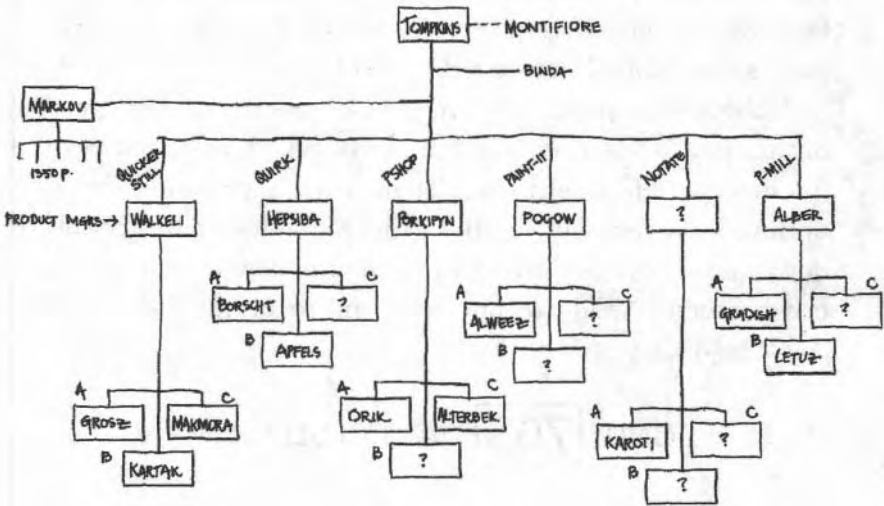 TOMPKINS
MONTIFIORE
BINDA
MARKOV
1350 P.
QUICKER STILL
QUIRK
PSHOP
PAINT-IT
NOTATE
P-MILL
PRODUCT MGRS →
WALKELI
HEPSIBA
PORKIPYN
POGOW
?
ALBER
A
BORSCHT
C
?
B
APFELS
A
ALWEEZ
C
?
B
?
A
GRADISH
C
?
B
LETUZ
A
GROSZ
C
MAKMORA
B
KARTAK
A
ORIK
C
ALTERBEK
B
?
A
KAROTI
C
?
B
?